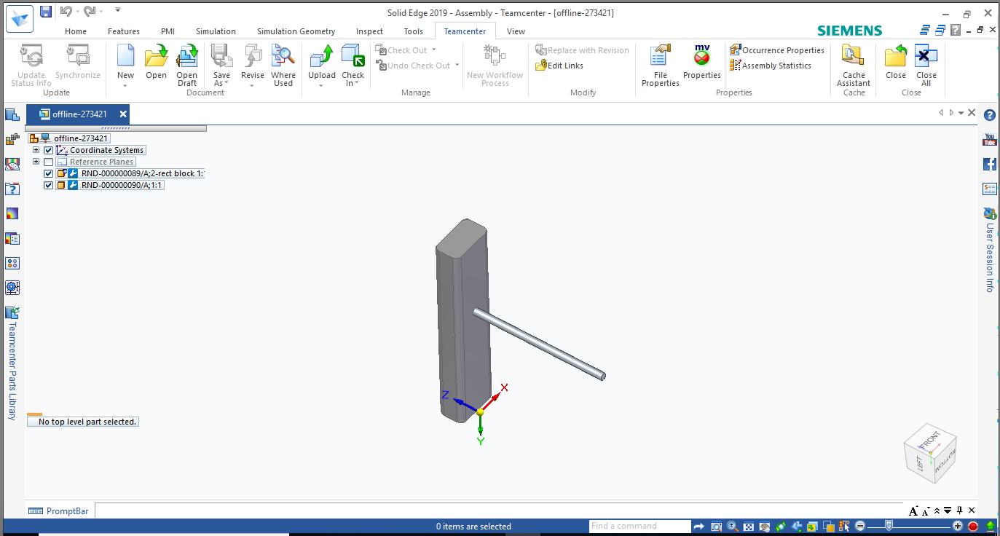 Solid Edge 2019 - Assembly - Teamcenter - [offline-273421]
Home Features PMI Simulation Simulation Geometry Inspect Tools Teamcenter View
SIEMENS
Update Status Info
Synchronize
Update
New
Open
Open Draft
Save As
Revise
Where Used
Document
Upload
Check In
Check Out
Undo Check Out
Manage
New Workflow Process
Replace with Revision
Edit Links
Modify
File Properties
mv
Properties
Occurrence Properties
Assembly Statistics
Properties
Cache Assistant
Cache
Close
Close All
Close
offline-273421
offline-273421
Coordinate Systems
Reference Planes
RND-000000089/A;2-rect block 1:
RND-000000090/A;1:1
You
Tube
User Session Info
Teamcenter Parts Library
X
Z
Y
No top level part selected.
FRONT
LEFT
BOTTOM
PromptBar
A A
0 items are selected
Find a command